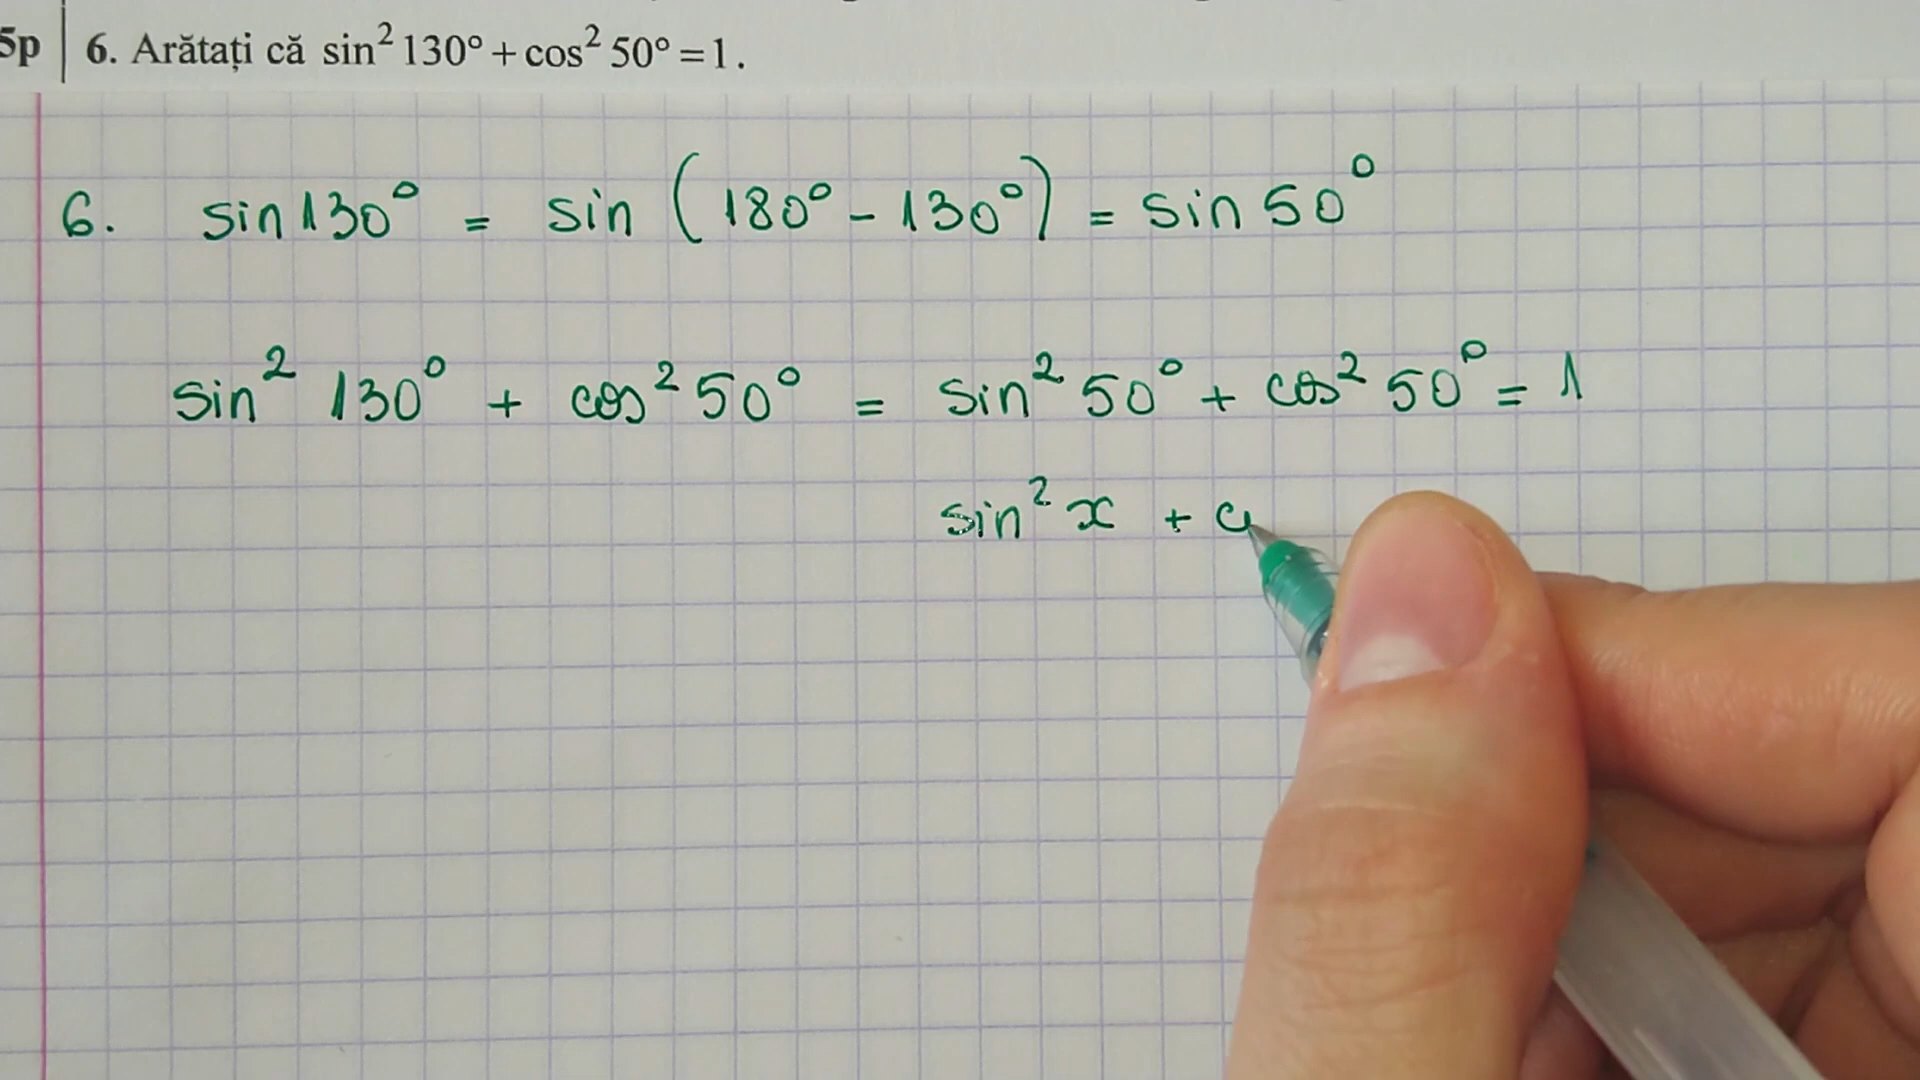 5p 6. Arătați că sin² 130° + cos² 50° = 1.
6. sin 130° = sin (180° - 130°) = sin 50°
sin² 130° + cos² 50° = sin² 50° + cos² 50° = 1
sin² x + c